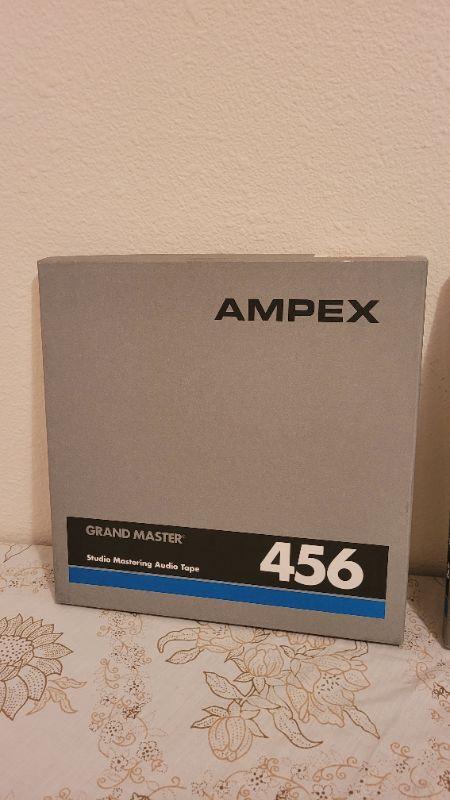 AMPEX
GRAND MASTER®
Studio Mastering Audio Tape
456